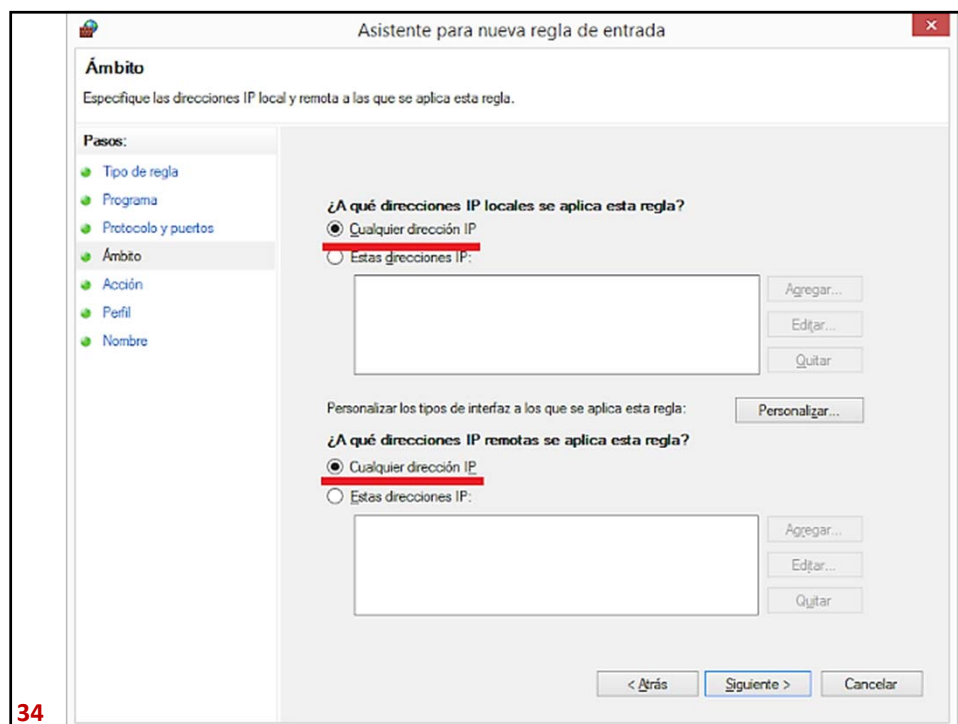 Asistente para nueva regla de entrada
Ámbito
Especifique las direcciones IP local y remota a las que se aplica esta regla.
Pasos:
Tipo de regla
Programa
Protocolo y puertos
Ámbito
Acción
Perfil
Nombre
¿A qué direcciones IP locales se aplica esta regla?
Cualquier dirección IP
Estas direcciones IP:
Agregar...
Editar...
Quitar
Personalizar los tipos de interfaz a los que se aplica esta regla:
Personalizar...
¿A qué direcciones IP remotas se aplica esta regla?
Cualquier dirección IP
Estas direcciones IP:
Agregar...
Editar...
Quitar
< Atrás
Siguiente >
Cancelar
34